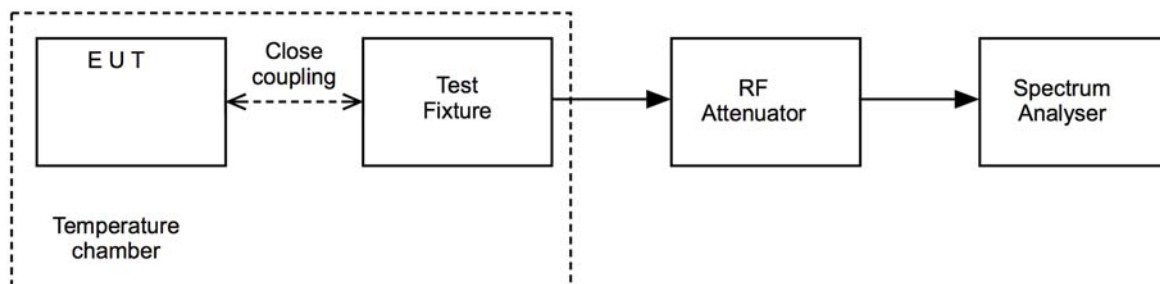 E U T
Close
coupling
Test
Fixture
RF
Attenuator
Spectrum
Analyser
Temperature
chamber